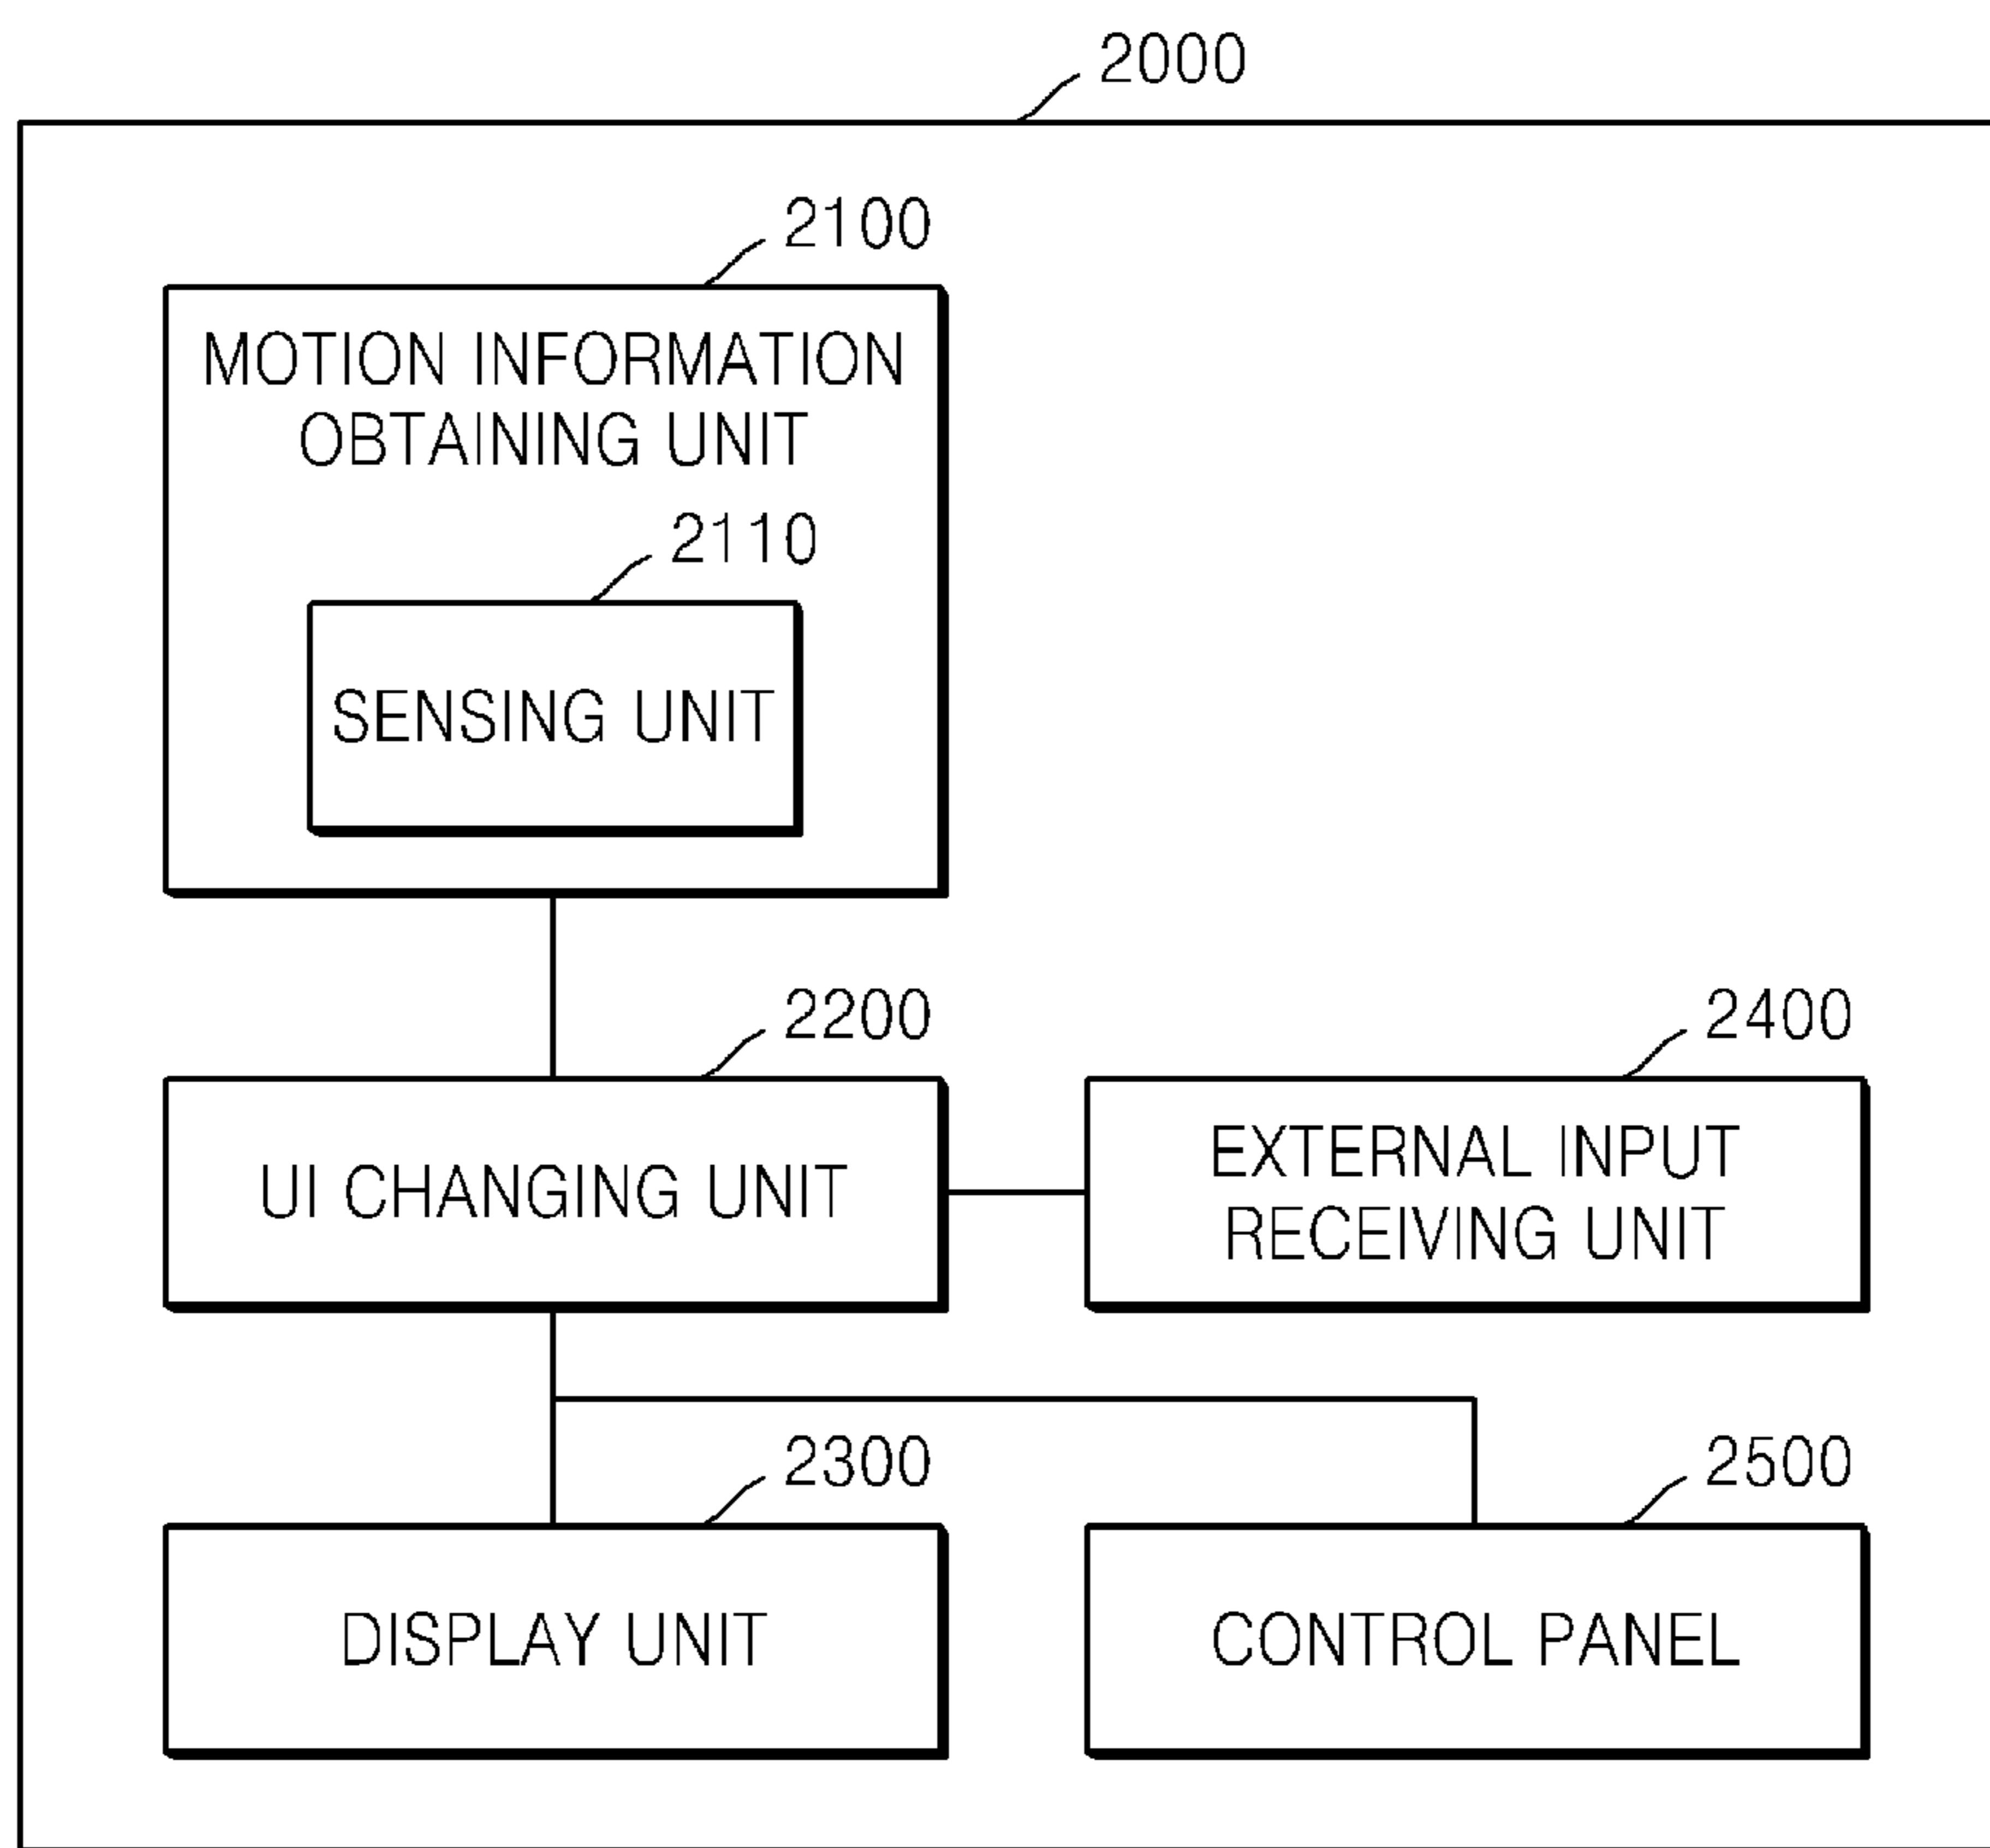 2000
2100
MOTION INFORMATION
OBTAINING UNIT
2110
SENSING UNIT
2200
UI CHANGING UNIT
2400
EXTERNAL INPUT
RECEIVING UNIT
2300
DISPLAY UNIT
2500
CONTROL PANEL